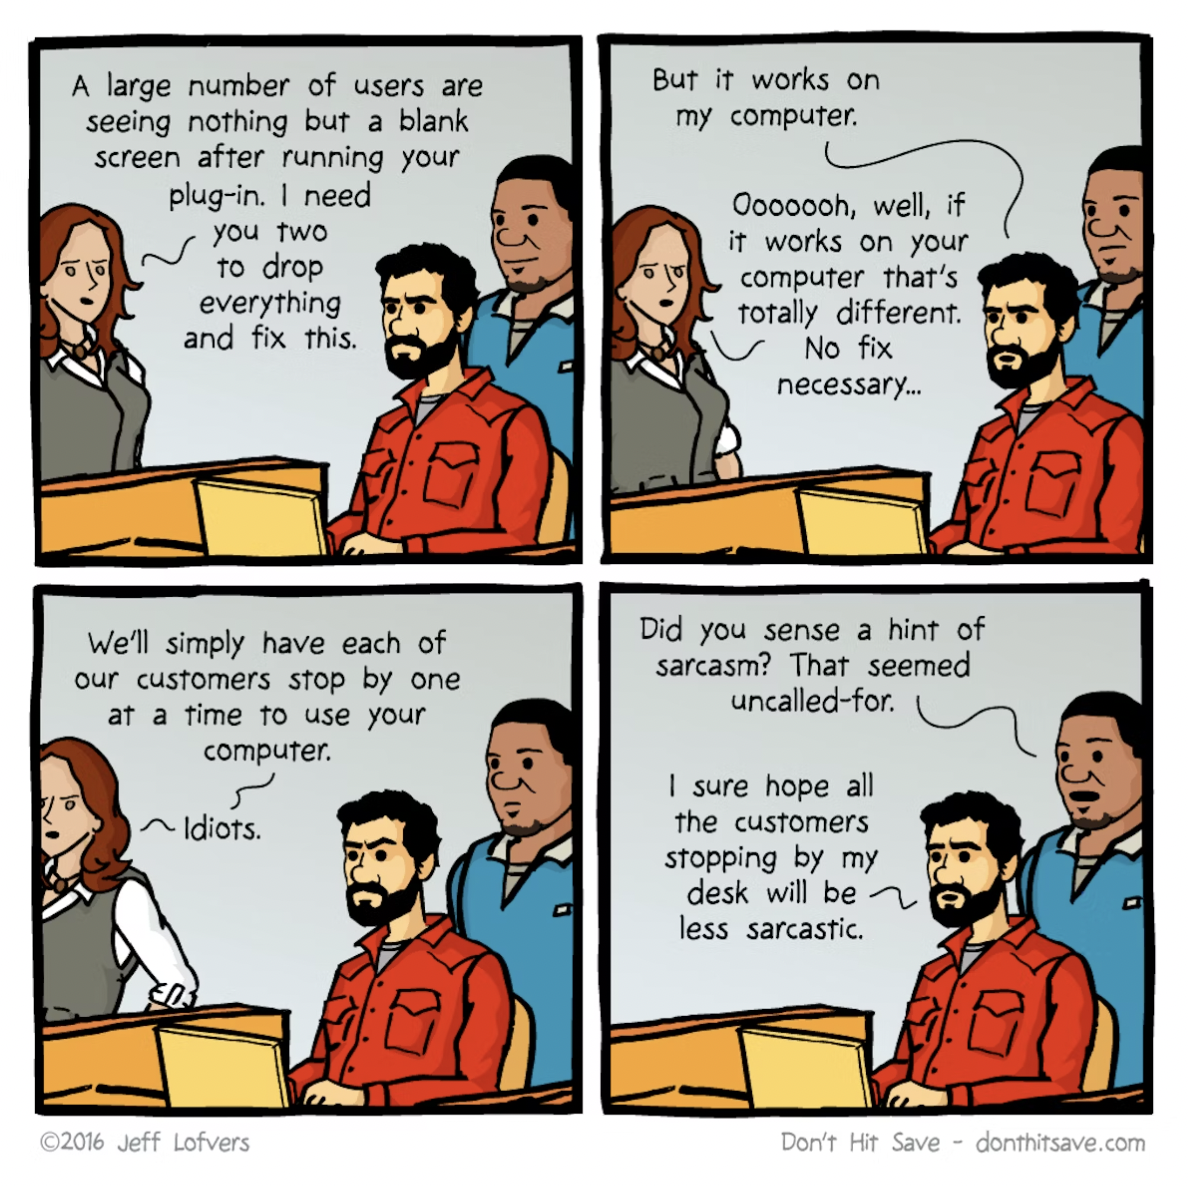 A large number of users are
seeing nothing but a blank
screen after running your
plug-in. I need
you two
to drop
everything
and fix this.
But it works on
my computer.
Ooooooh, well, if
it works on your
computer that's
totally different.
No fix
necessary...
We'll simply have each of
our customers stop by one
at a time to use your
computer.
Idiots.
Did you sense a hint of
sarcasm? That seemed
uncalled-for.
I sure hope all
the customers
stopping by my
desk will be
less sarcastic.
©2016 Jeff Lofvers
Don't Hit Save - donthitsave.com